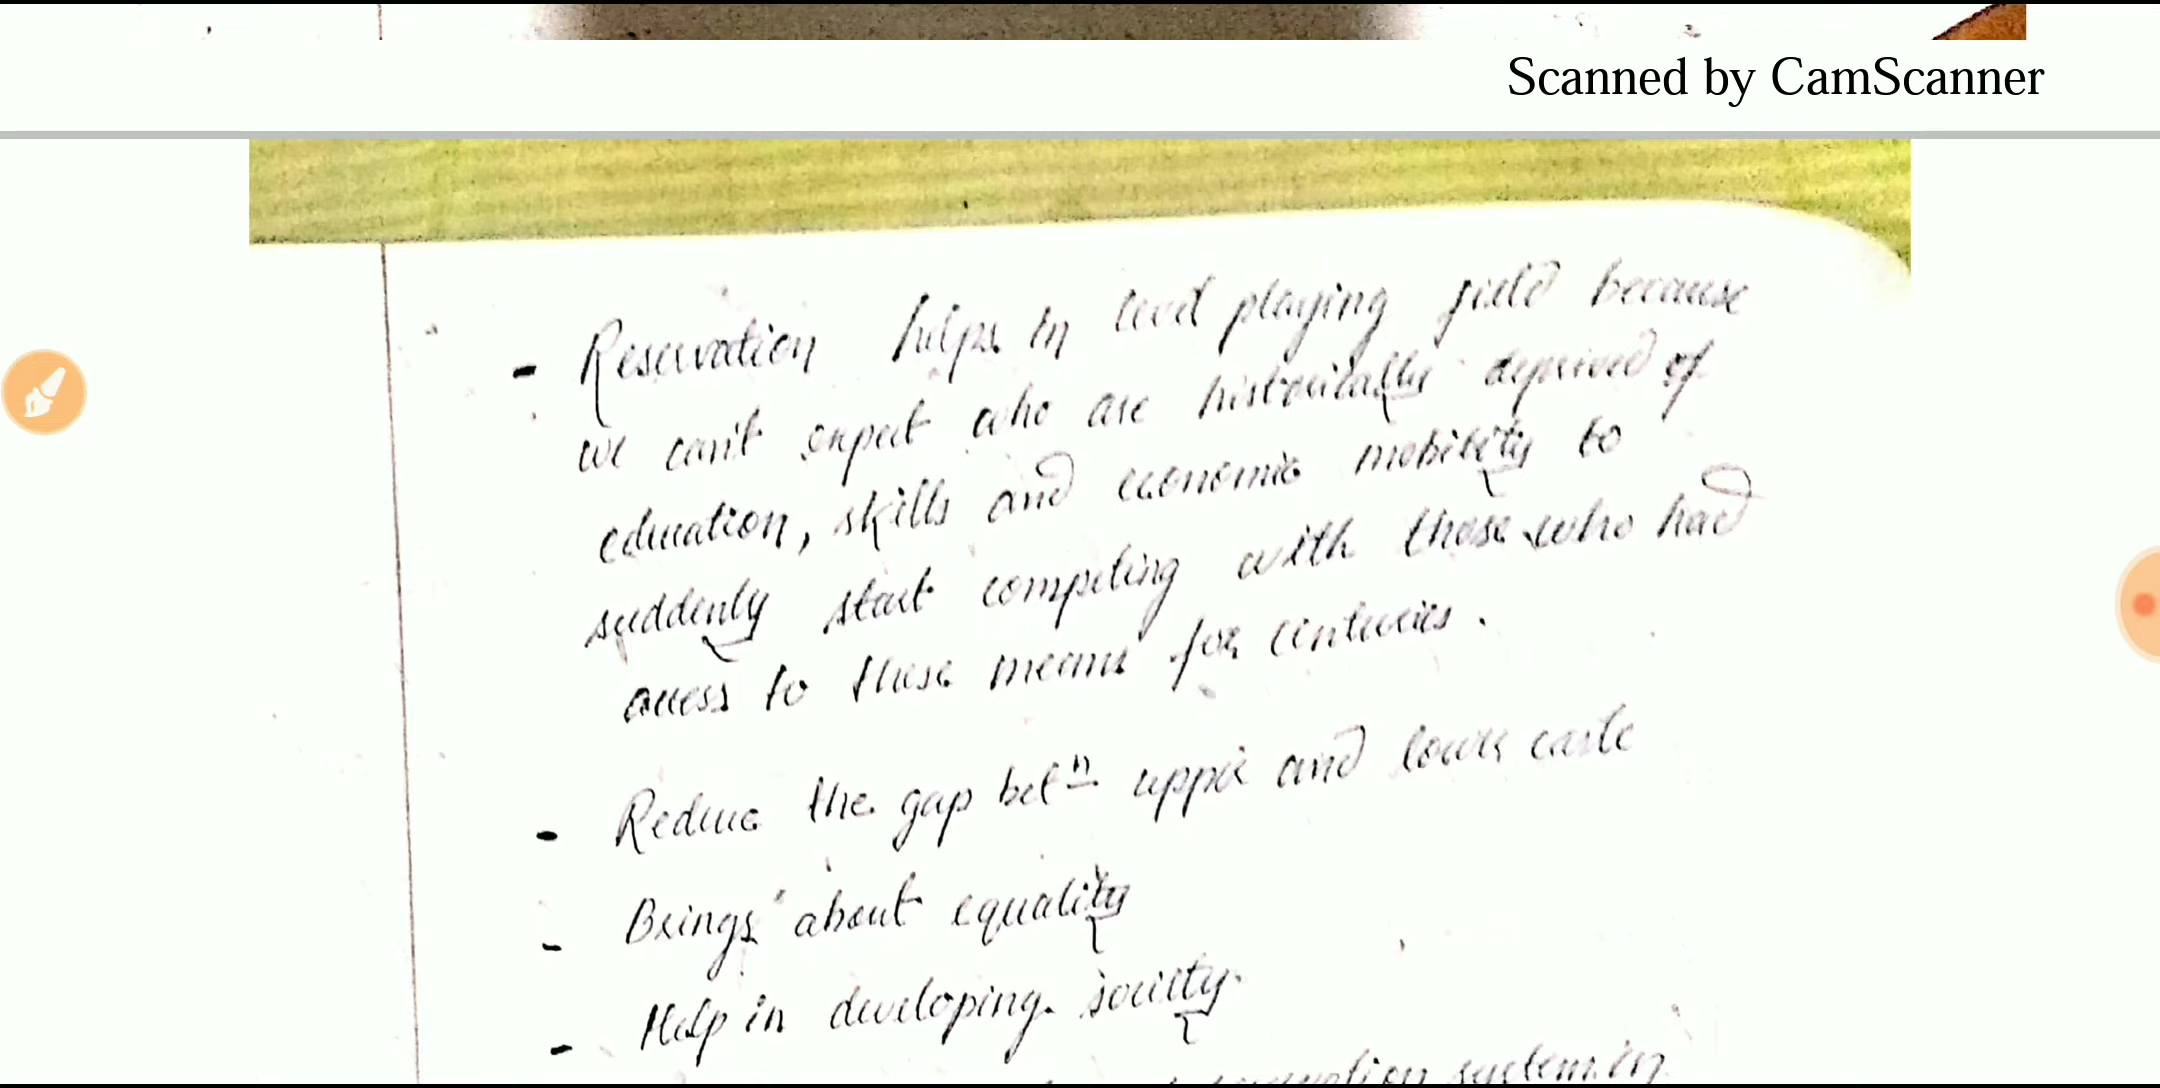 Scanned by CamScanner
- Reservation helps in level playing field because
we can't expect who are historically deprived of
education, skills and economic mobility to
suddenly start competing with those who had
access to these means for centuries.
- Reduce the gap betn upper and lower caste
- Brings about equality
- Help in developing society.
system in